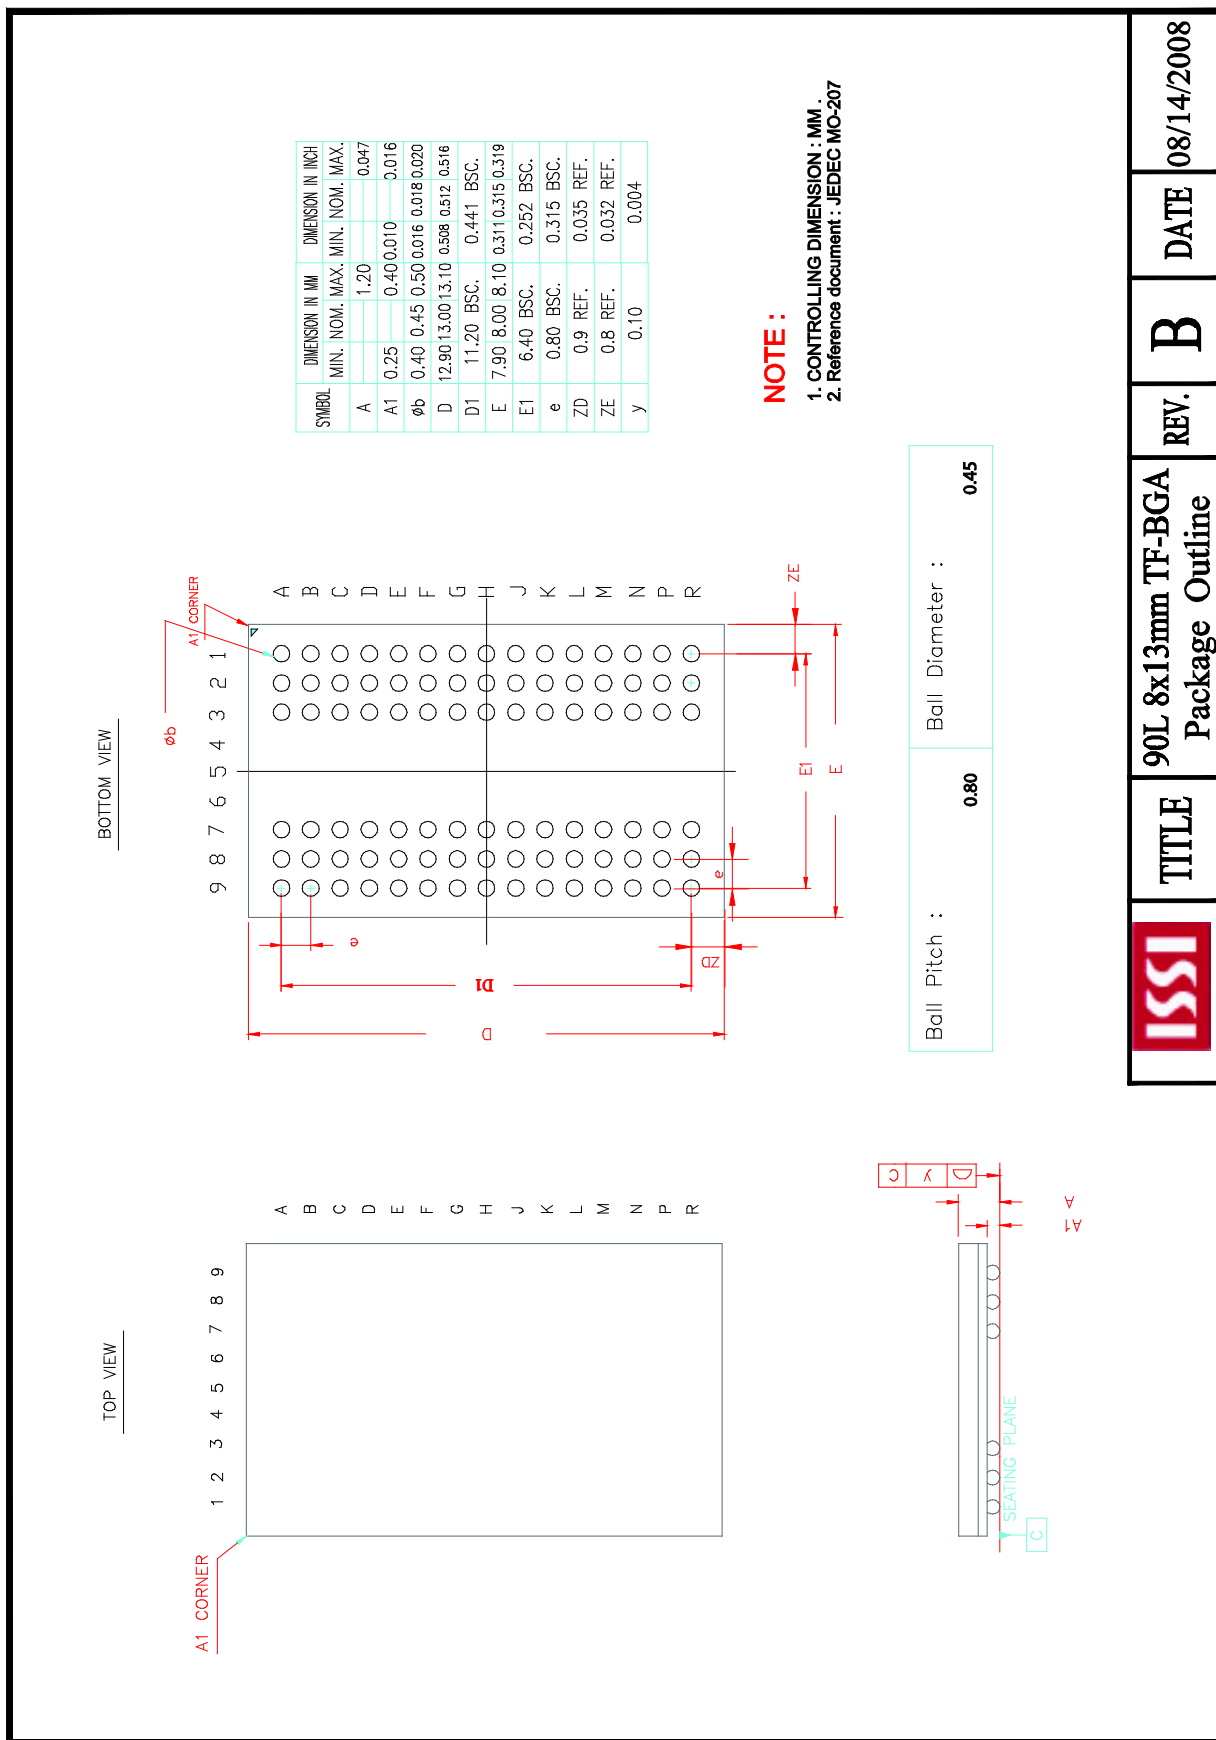 TOP VIEW
A1 CORNER
1 2 3 4 5 6 7 8 9
A
B
C
D
E
F
G
H
J
K
L
M
N
P
R
BOTTOM VIEW
øb
A1 CORNER
9 8 7 6 5 4 3 2 1
A
B
C
D
E
F
G
H
J
K
L
M
N
P
R
e
D1
D
ZD
e
E1
E
ZE
SYMBOL DIMENSION IN MM DIMENSION IN INCH
MIN. NOM. MAX. MIN. NOM. MAX.
A 1.20 0.047
A1 0.25 0.40 0.010 0.016
øb 0.40 0.45 0.50 0.016 0.018 0.020
D 12.90 13.00 13.10 0.508 0.512 0.516
D1 11.20 BSC. 0.441 BSC.
E 7.90 8.00 8.10 0.311 0.315 0.319
E1 6.40 BSC. 0.252 BSC.
e 0.80 BSC. 0.315 BSC.
ZD 0.9 REF. 0.035 REF.
ZE 0.8 REF. 0.032 REF.
y 0.10 0.004
NOTE :
1. CONTROLLING DIMENSION : MM .
2. Reference document : JEDEC MO-207
C y D
A
A1
SEATING PLANE
C
Ball Pitch : 0.80
Ball Diameter : 0.45
ISSI
TITLE
90L 8x13mm TF-BGA
Package Outline
REV.
B
DATE
08/14/2008